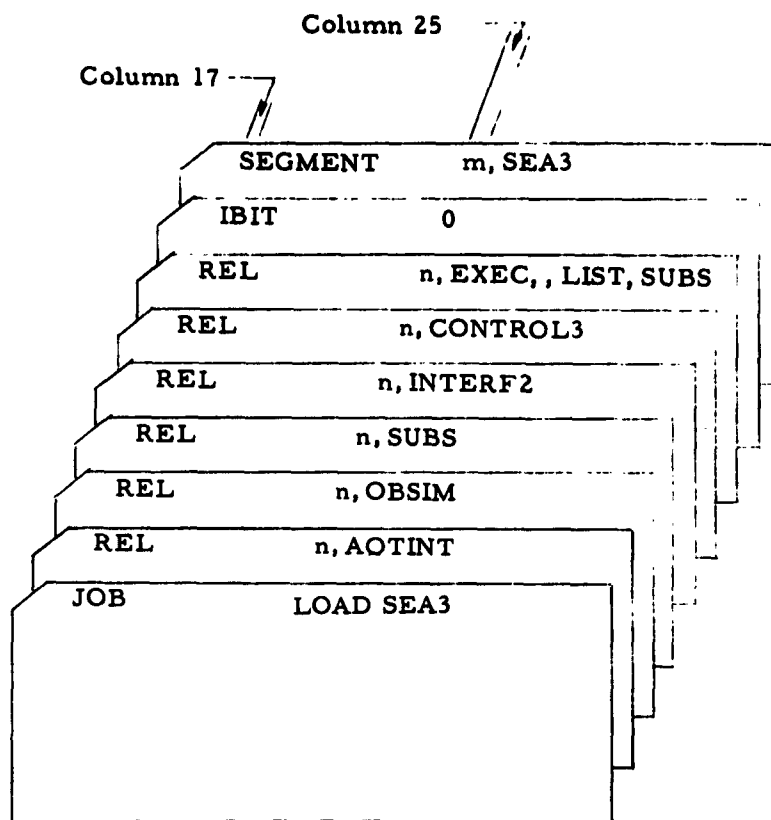 Column 25
Column 17
SEGMENT m, SEA3
IBIT 0
REL n, EXEC, , LIST, SUBS
REL n, CONTROL3
REL n, INTERF2
REL n, SUBS
REL n, OBSIM
REL n, AOTINT
JOB LOAD SEA3